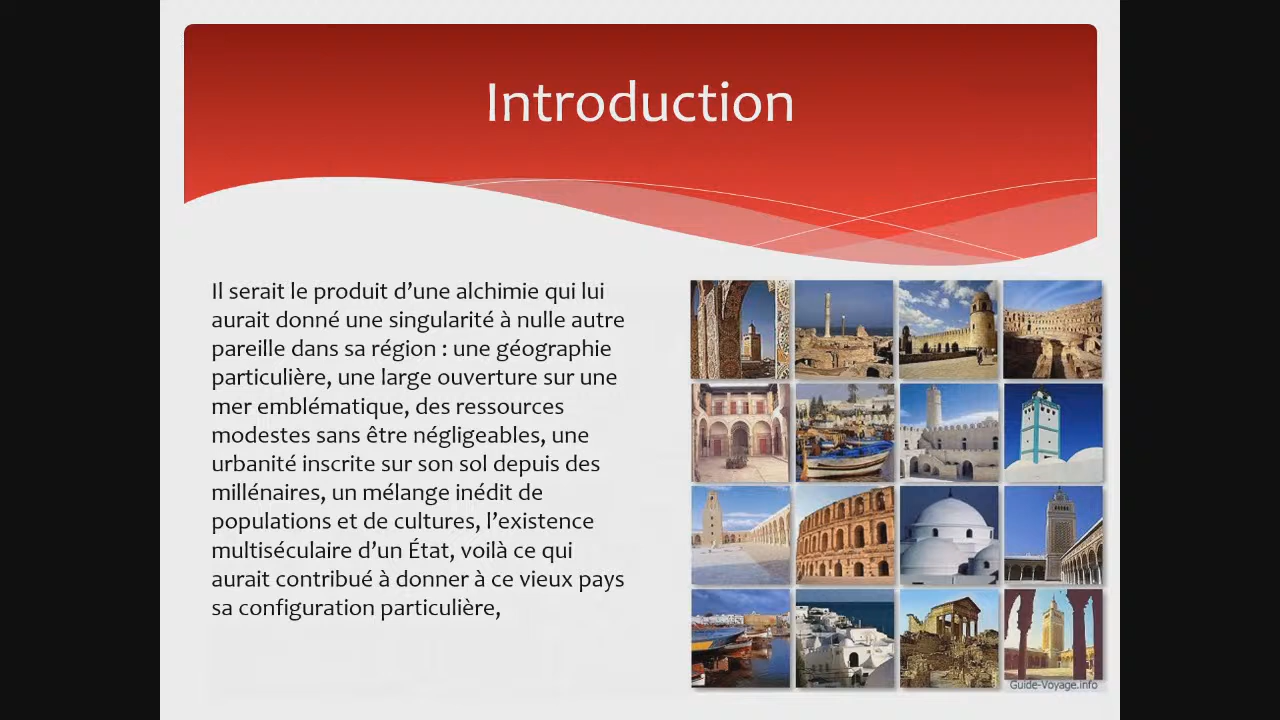 Introduction
Il serait le produit d’une alchimie qui lui
aurait donné une singularité à nulle autre
pareille dans sa région : une géographie
particulière, une large ouverture sur une
mer emblématique, des ressources
modestes sans être négligeables, une
urbanité inscrite sur son sol depuis des
millénaires, un mélange inédit de
populations et de cultures, l’existence
multiséculaire d’un État, voilà ce qui
aurait contribué à donner à ce vieux pays
sa configuration particulière,
Guide-Voyage.info